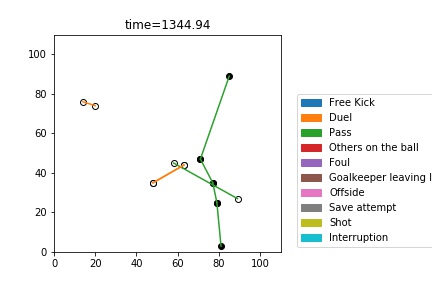 time=1344.94
100
80
60
40
20
0
0 20 40 60 80 100
Free Kick
Duel
Pass
Others on the ball
Foul
Goalkeeper leaving l
Offside
Save attempt
Shot
Interruption